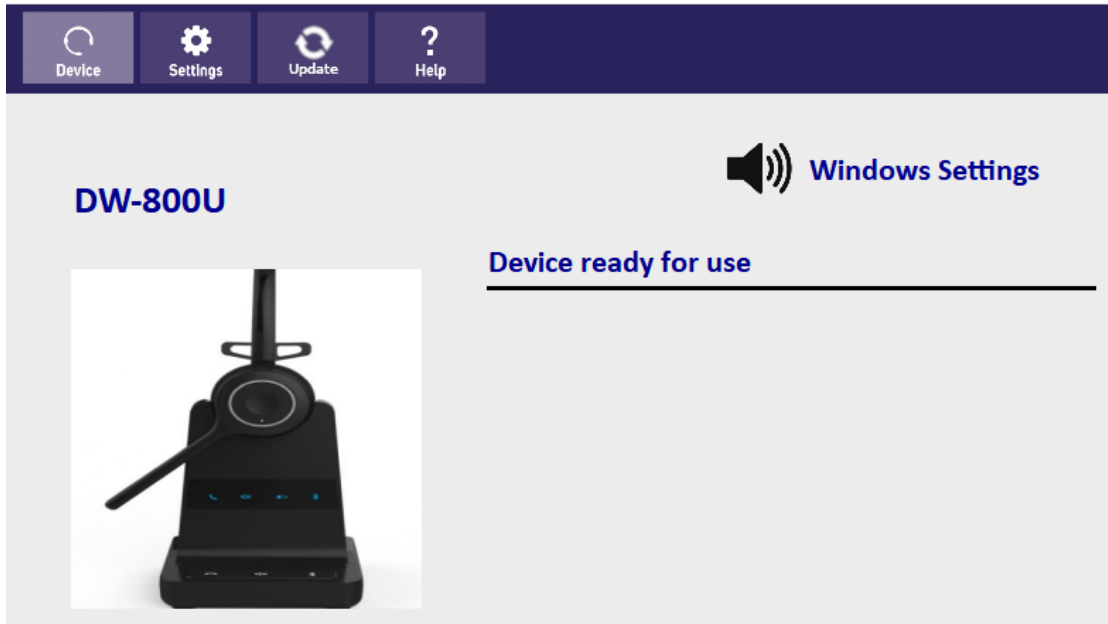 Device
Settings
Update
? Help
Windows Settings
DW-800U
Device ready for use